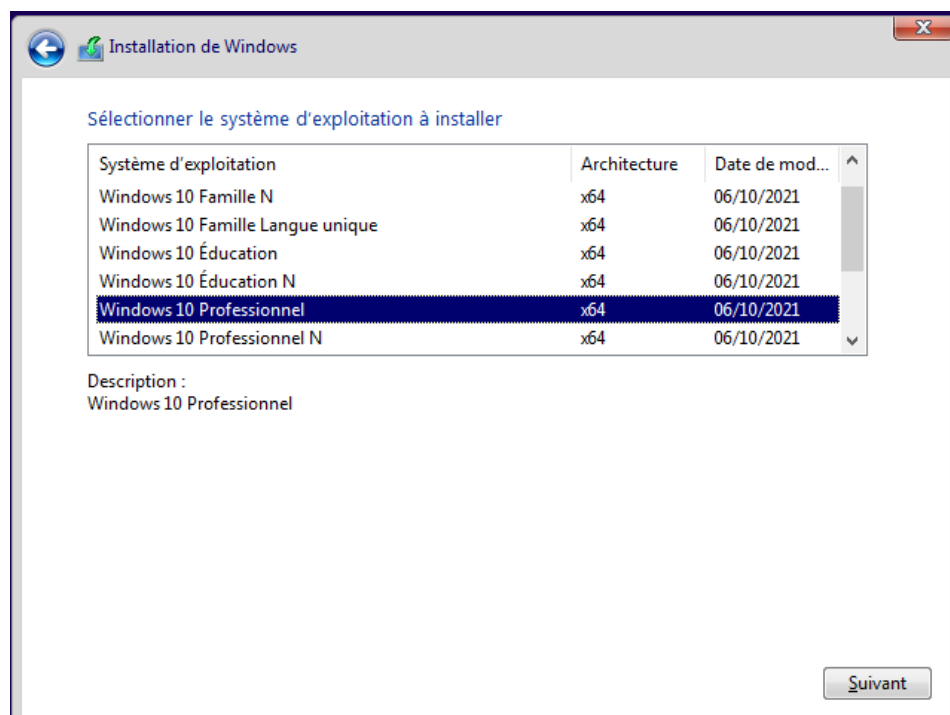 Installation de Windows
Sélectionner le système d'exploitation à installer
Système d'exploitation Architecture Date de mod...
Windows 10 Famille N x64 06/10/2021
Windows 10 Famille Langue unique x64 06/10/2021
Windows 10 Éducation x64 06/10/2021
Windows 10 Éducation N x64 06/10/2021
Windows 10 Professionnel x64 06/10/2021
Windows 10 Professionnel N x64 06/10/2021
Description :
Windows 10 Professionnel
Suivant